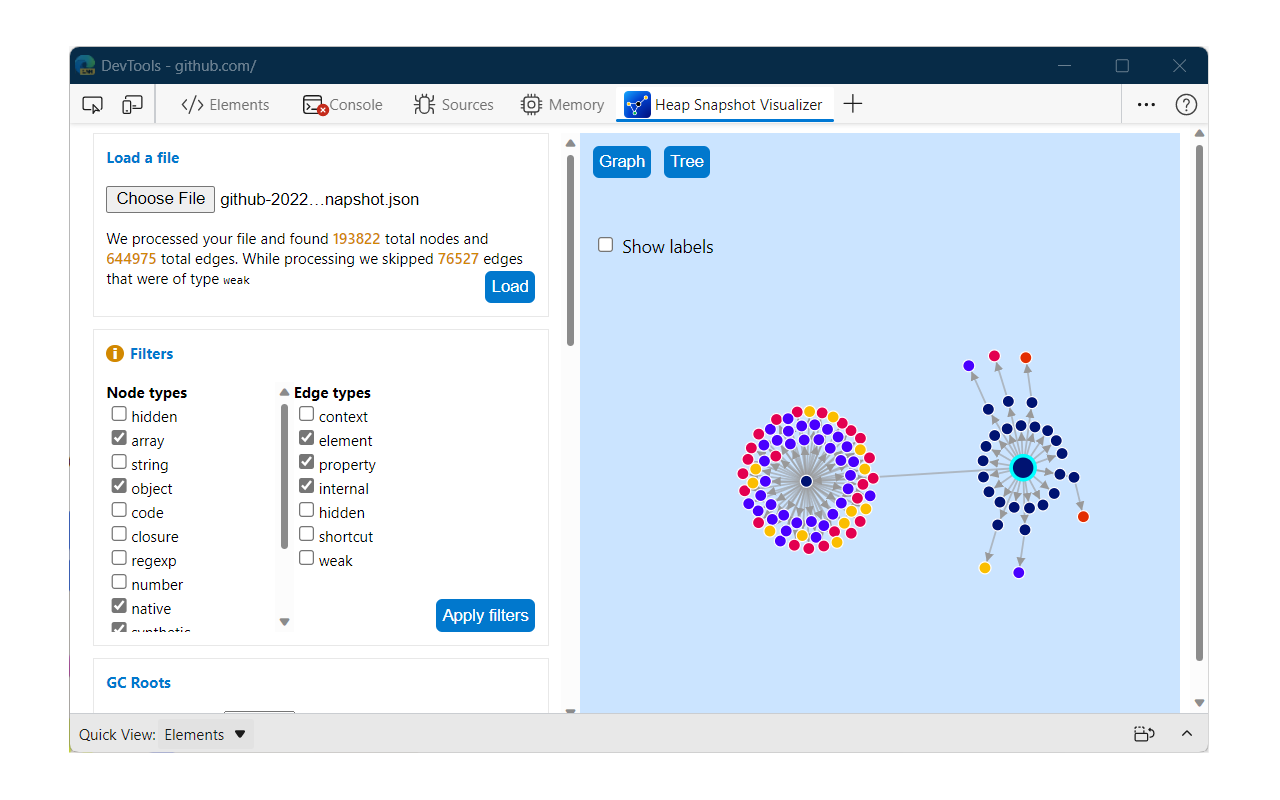 DevTools - github.com/
Elements
Console
Sources
Memory
Heap Snapshot Visualizer
Load a file
Choose File github-2022…napshot.json
We processed your file and found 193822 total nodes and
644975 total edges. While processing we skipped 76527 edges
that were of type weak
Load
Filters
Node types
hidden
array
string
object
code
closure
regexp
number
native
synthetic
Edge types
context
element
property
internal
hidden
shortcut
weak
Apply filters
GC Roots
Graph
Tree
Show labels
Quick View: Elements